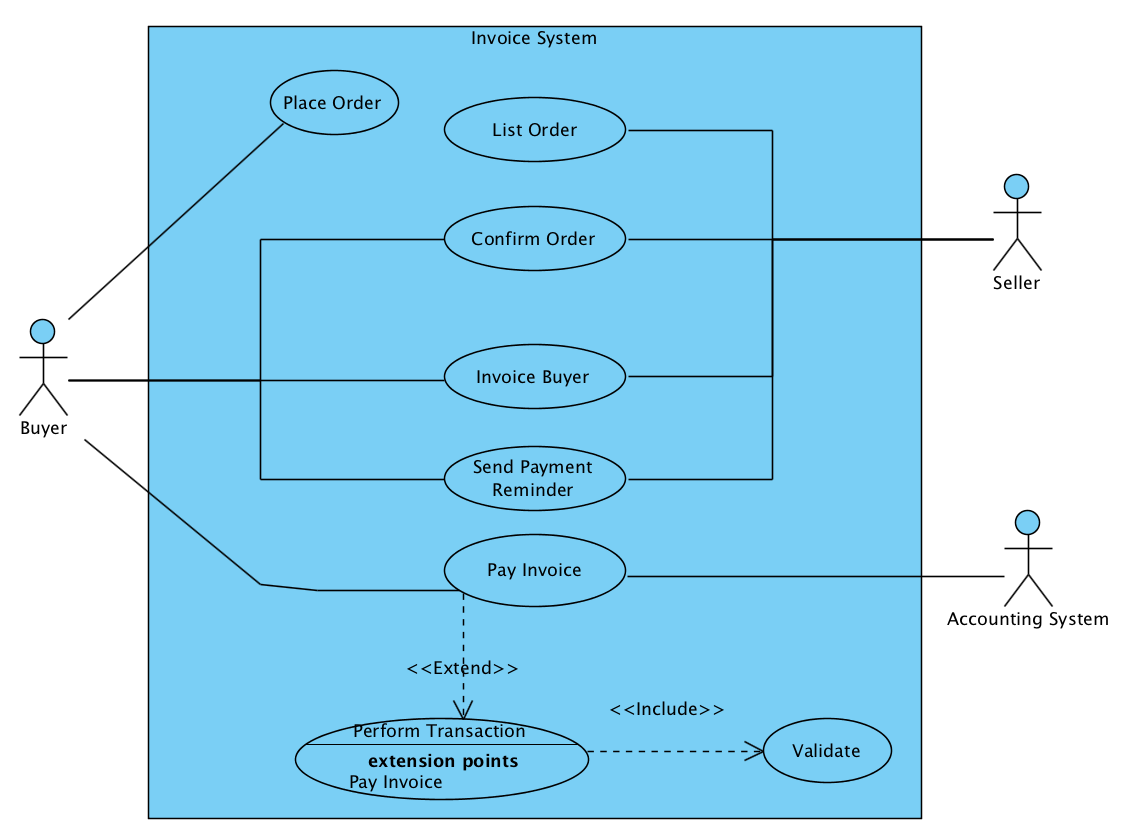 Invoice System
Place Order
List Order
Confirm Order
Seller
Invoice Buyer
Buyer
Send Payment
Reminder
Pay Invoice
Accounting System
<<Extend>>
<<Include>>
Perform Transaction
extension points
Pay Invoice
Validate